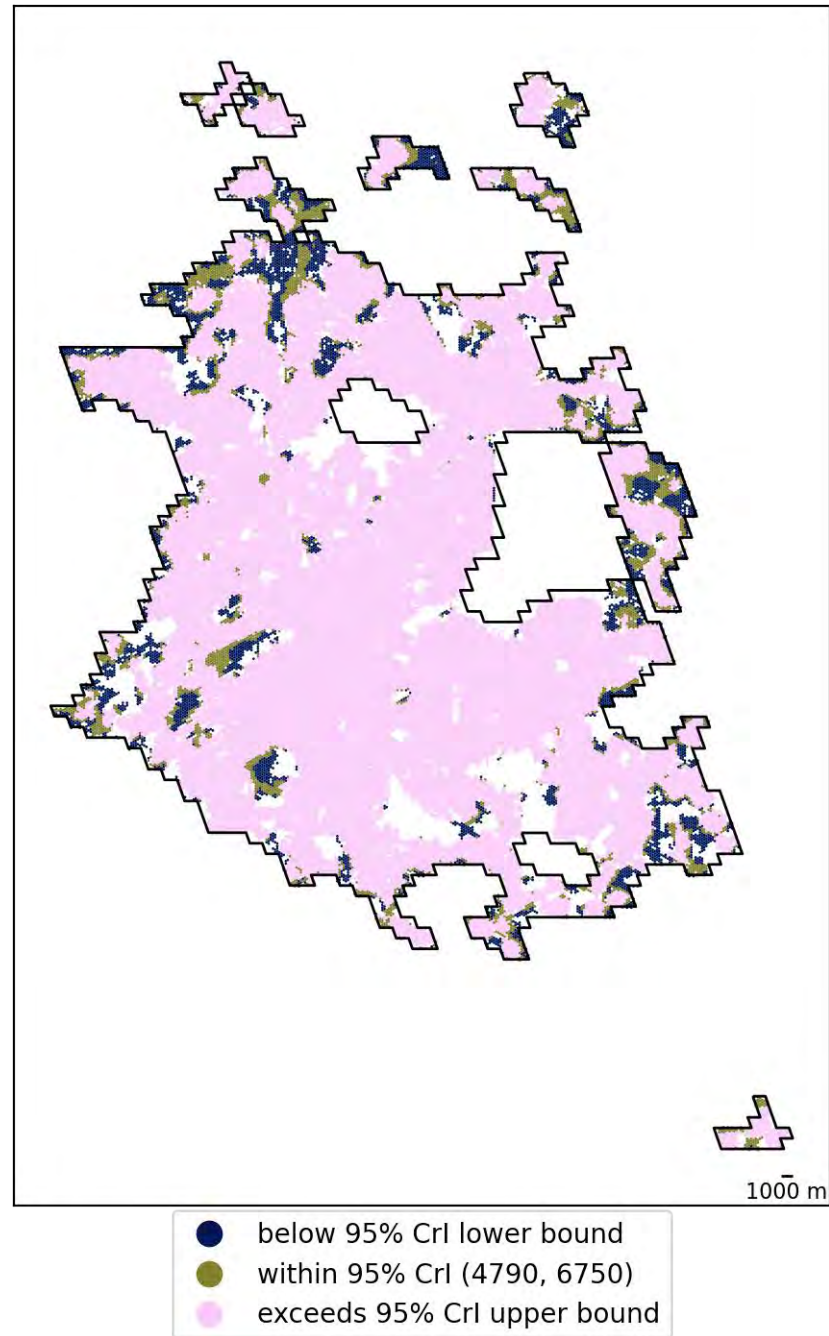 1000 m
below 95% CrI lower bound
within 95% CrI (4790, 6750)
exceeds 95% CrI upper bound